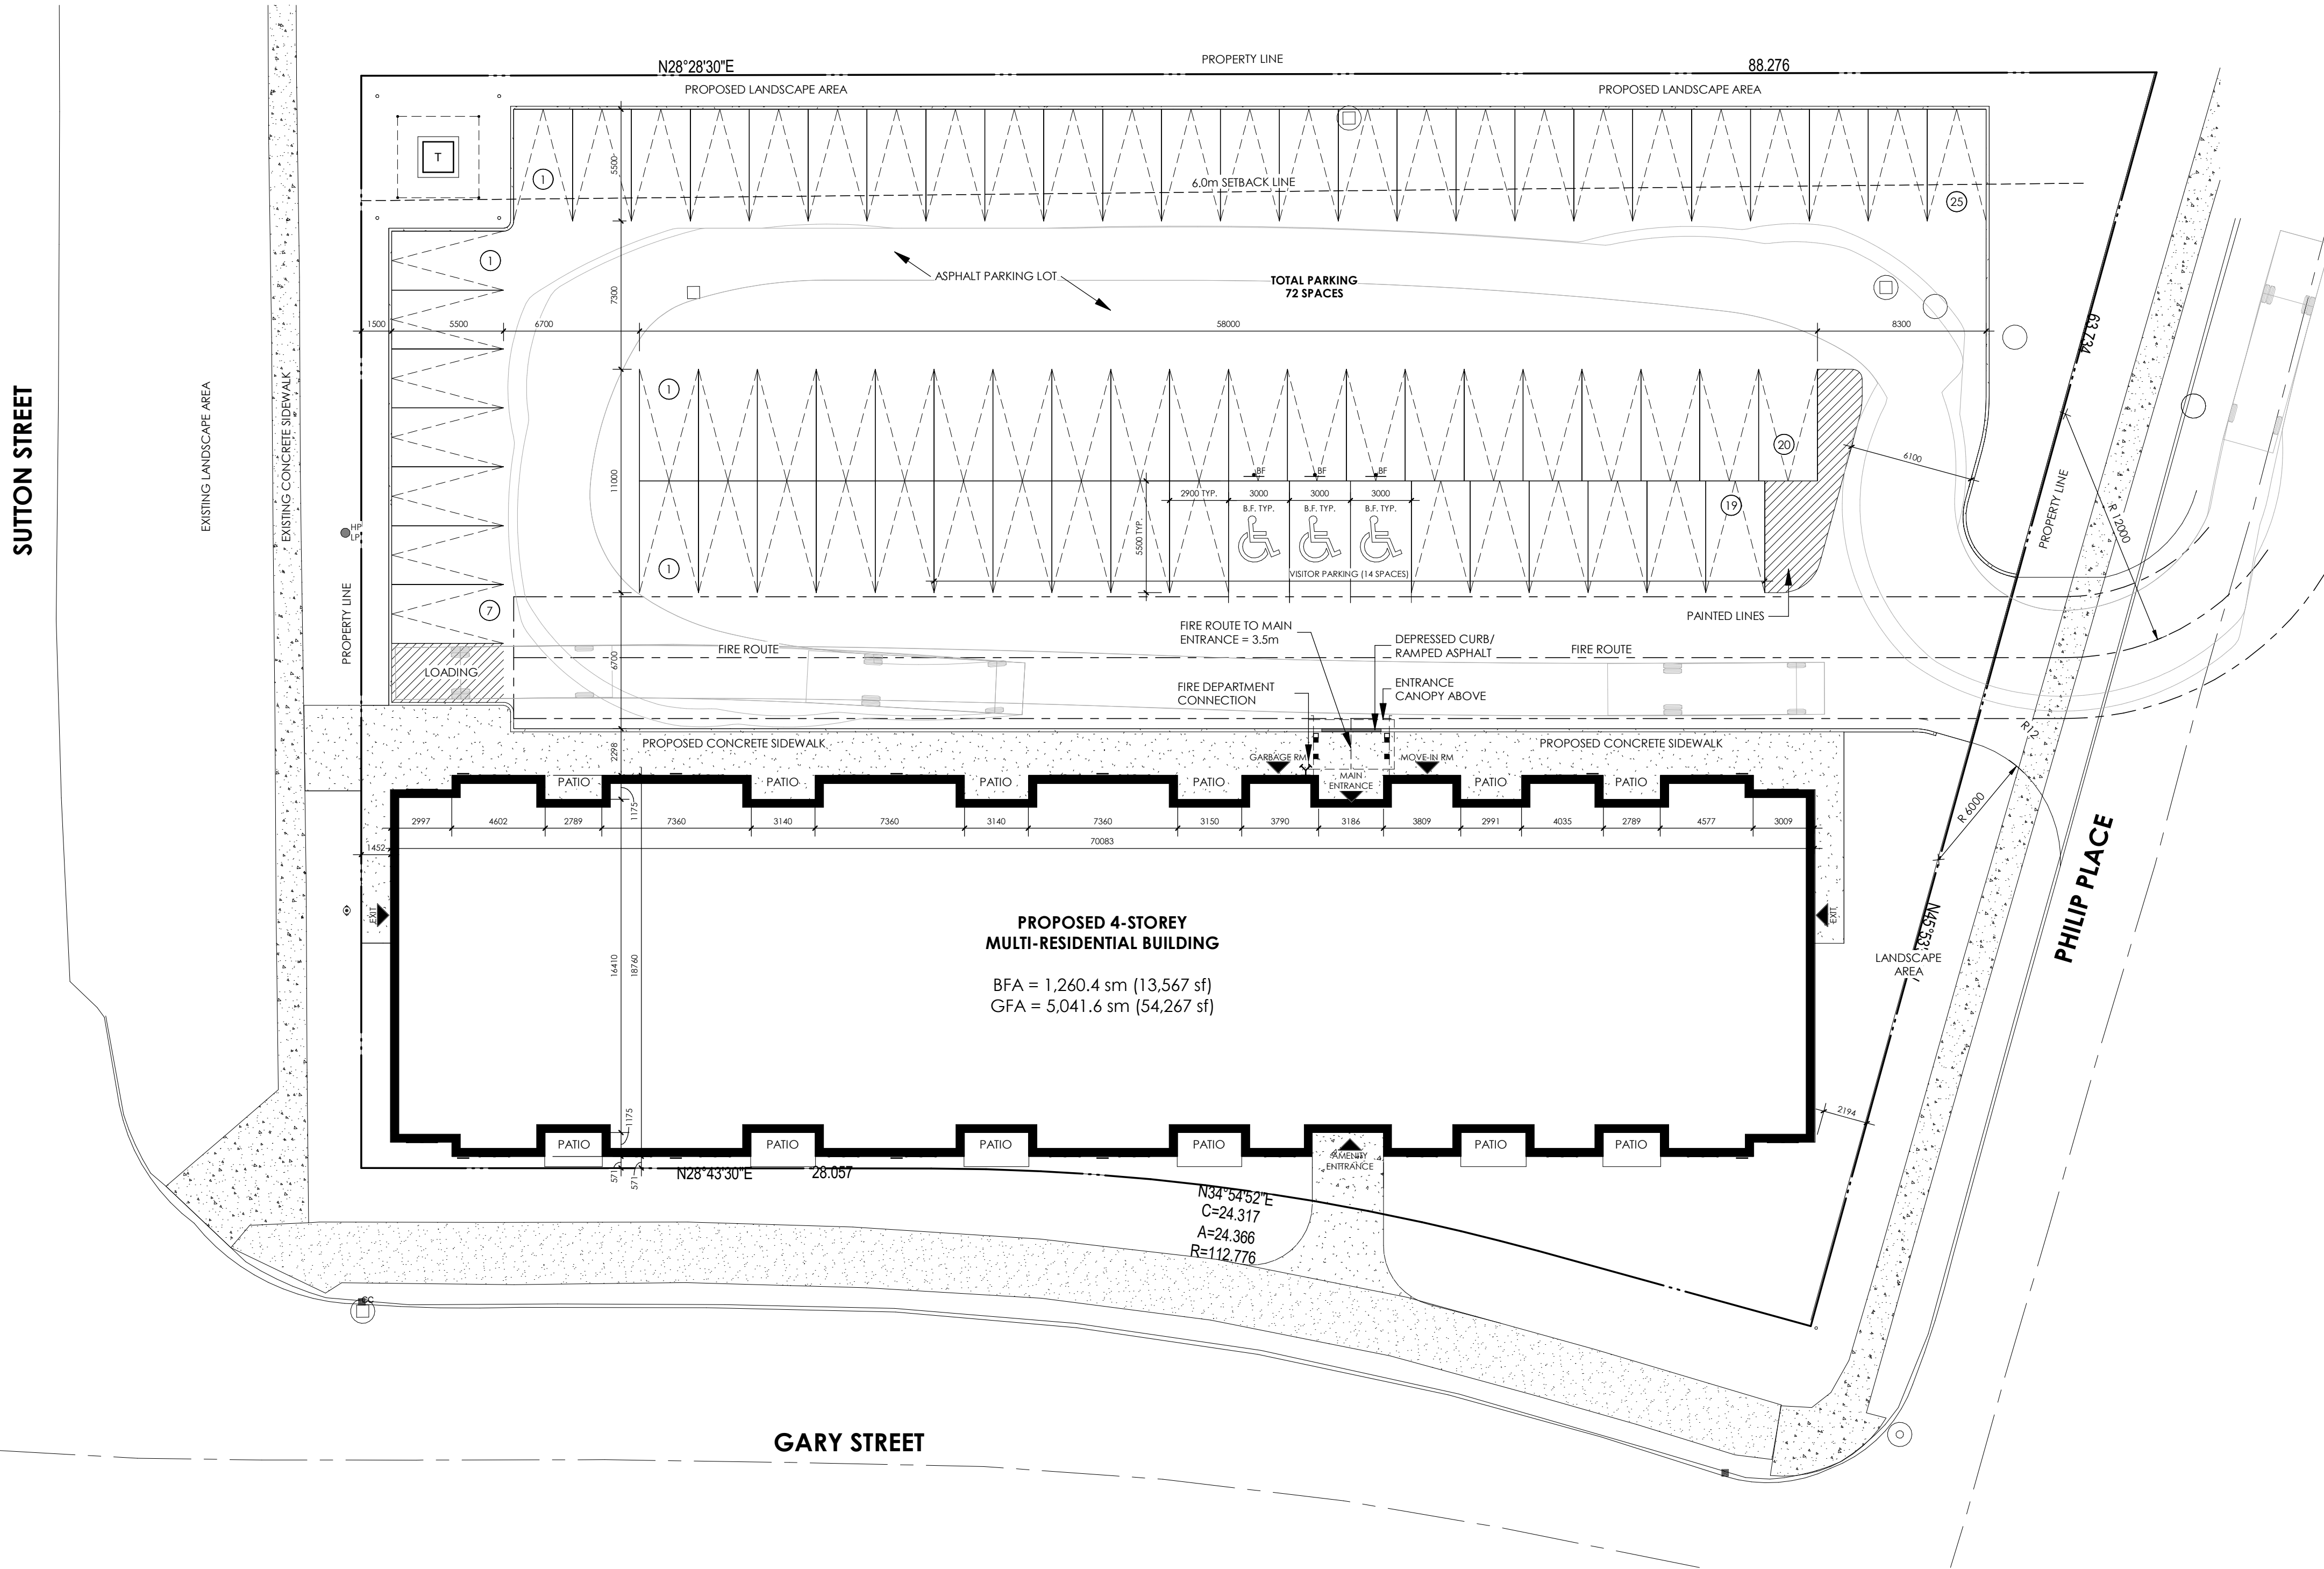 PROPERTY LINE
N28°28'30"E
88.276
PROPOSED LANDSCAPE AREA
PROPOSED LANDSCAPE AREA
T
1
5500
6.0m SETBACK LINE
25
1
ASPHALT PARKING LOT
TOTAL PARKING
72 SPACES
7300
1500
5500
6700
58000
8300
63.734
SUTTON STREET
EXISTING LANDSCAPE AREA
EXISTING CONCRETE SIDEWALK
1
20
6100
11000
BF
BF
BF
2900 TYP.
3000
3000
3000
B.F. TYP.
B.F. TYP.
B.F. TYP.
19
5500 TYP.
HP
LP
PROPERTY LINE
R 12000
1
VISITOR PARKING (14 SPACES)
PROPERTY LINE
7
PAINTED LINES
FIRE ROUTE TO MAIN
ENTRANCE = 3.5m
DEPRESSED CURB/
RAMPED ASPHALT
FIRE ROUTE
FIRE ROUTE
6700
LOADING
FIRE DEPARTMENT
CONNECTION
ENTRANCE
CANOPY ABOVE
R12
2298
PROPOSED CONCRETE SIDEWALK
PROPOSED CONCRETE SIDEWALK
GARBAGE RM
MOVE-IN RM
MAIN
ENTRANCE
PATIO
PATIO
PATIO
PATIO
PATIO
PATIO
1175
R 6000
2997
4602
2789
7360
3140
7360
3140
7360
3150
3790
3186
3809
2991
4035
2789
4577
3009
1452
70083
PHILIP PLACE
EXIT
EXIT
PROPOSED 4-STOREY
MULTI-RESIDENTIAL BUILDING
BFA = 1,260.4 sm (13,567 sf)
GFA = 5,041.6 sm (54,267 sf)
16410
18760
N45°53'
LANDSCAPE
AREA
2194
1175
PATIO
PATIO
PATIO
PATIO
AMENITY
ENTRANCE
PATIO
PATIO
571
571
N28°43'30"E
28.057
N34°54'52"E
C=24.317
A=24.366
R=112.776
CC
GARY STREET